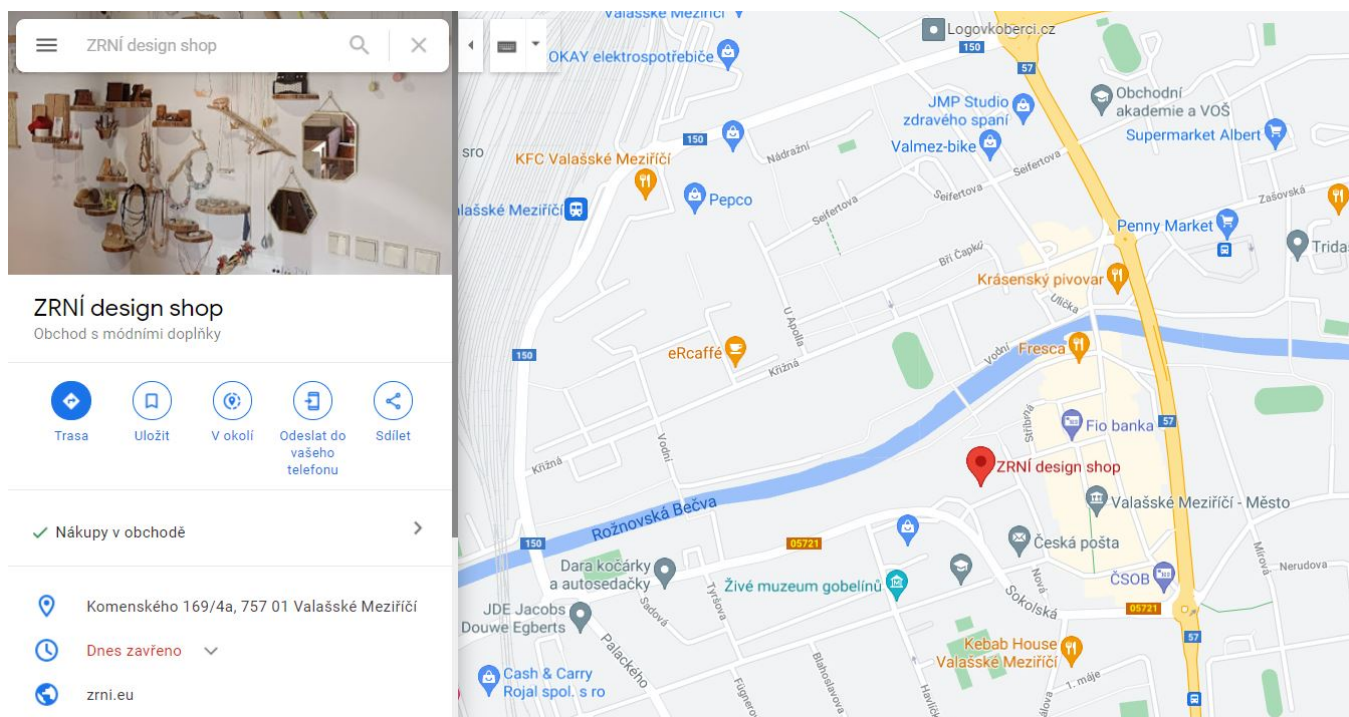 ZRNÍ design shop
ZRNÍ design shop
Obchod s módními doplňky
Trasa
Uložit
V okolí
Odeslat do
vašeho
telefonu
Sdílet
Nákupy v obchodě
Komenského 169/4a, 757 01 Valašské Meziříčí
Dnes zavřeno
zrni.eu
Valašské Meziříčí
Logovkoberci.cz
150
OKAY elektrospotřebiče
57
Obchodní
akademie a VOŠ
JMP Studio
zdravého spaní
Supermarket Albert
150
Nádražní
Valmez-bike
Seifertova
sro
KFC Valašské Meziříčí
Seifertova
Zašovská
Pepco
Seifertova
Penny Market
Bří Čapků
Krásenský pivovar
Ulička
U Apolla
150
eRcaffé
Vodní
Fresca
Křižná
Stříbrná
Fio banka
57
Vodní
Křižná
ZRNÍ design shop
Valašské Meziříčí - Město
Rožnovská Bečva
150
05721
Česká pošta
Mírová
Nerudova
Dara kočárky
a autosedačky
Živé muzeum gobelínů
Nová
ČSOB
Tyršova
Sadová
Sokolská
05721
JDE Jacobs
Douwe Egberts
Palackého
57
Kebab House
Valašské Meziříčí
Cash & Carry
Rojal spol. s ro
Blahoslavova
1. máje